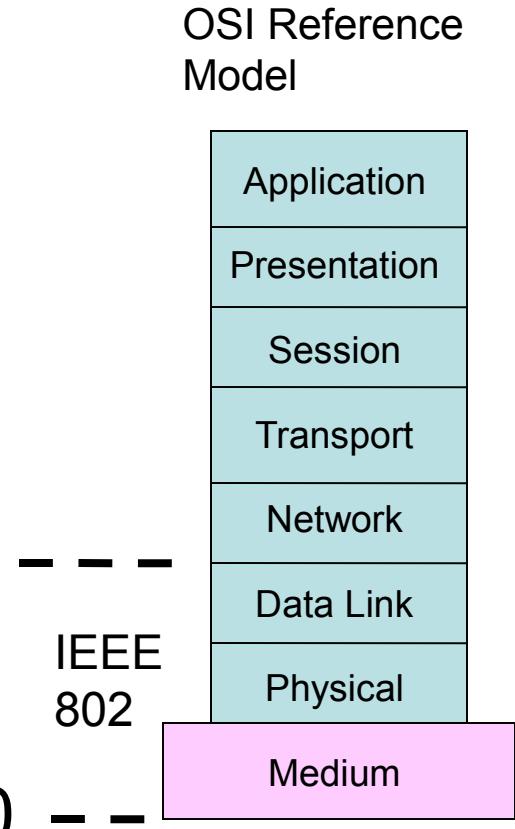 OSI Reference
Model
Application
Presentation
Session
Transport
Network
Data Link
IEEE
802
Physical
Medium